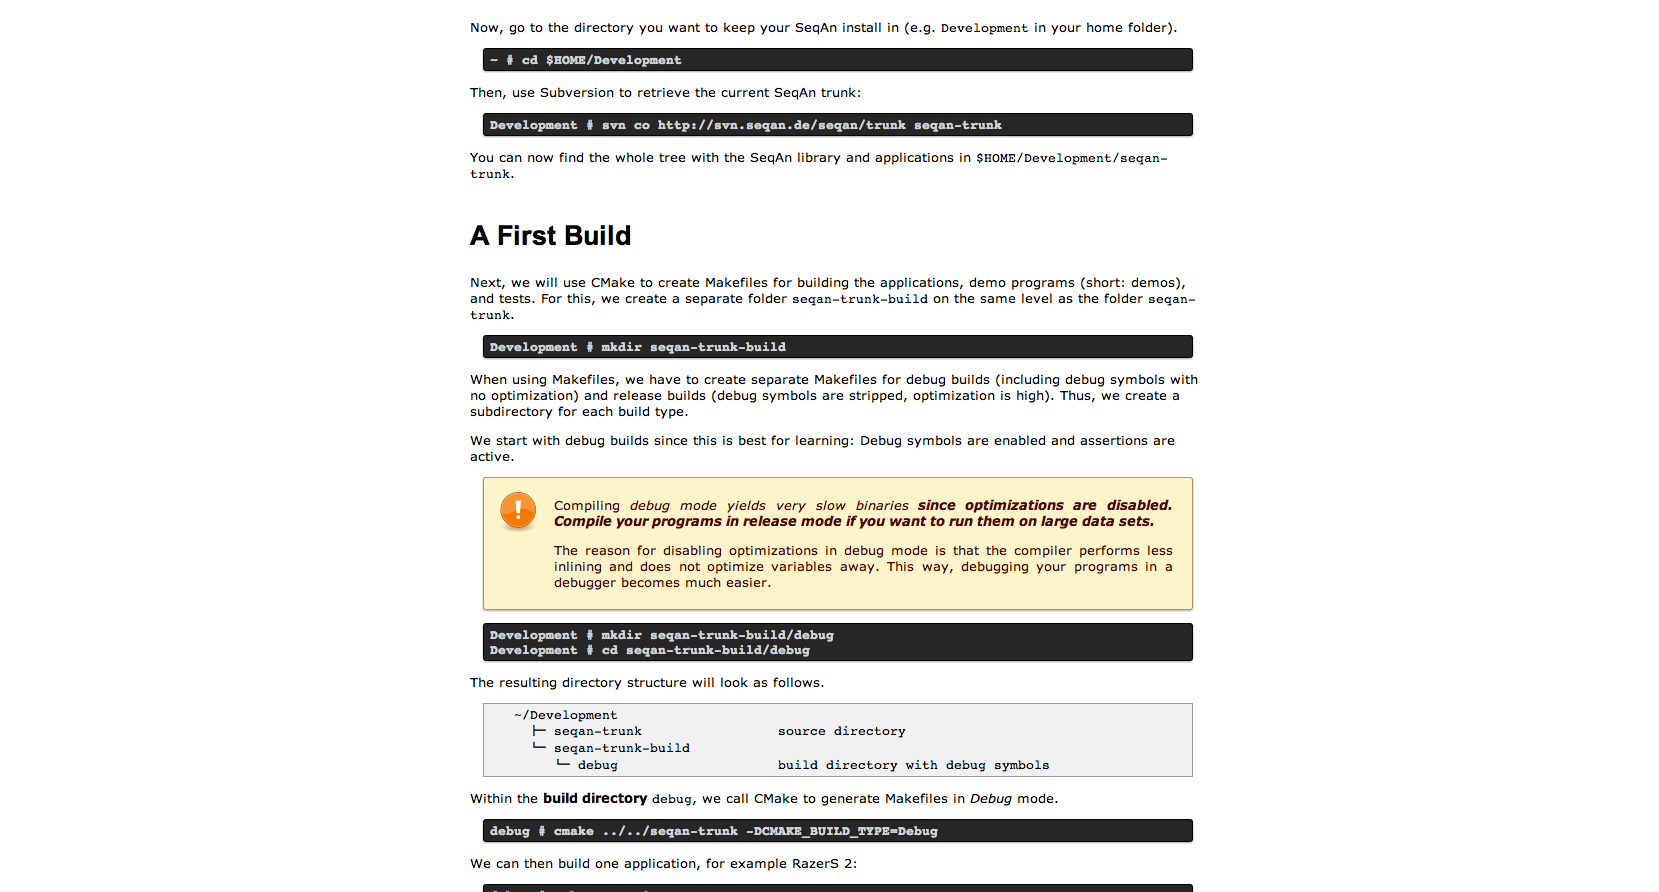 Now, go to the directory you want to keep your SeqAn install in (e.g. Development in your home folder).
~ # cd $HOME/Development
Then, use Subversion to retrieve the current SeqAn trunk:
Development # svn co http://svn.seqan.de/seqan/trunk seqan-trunk
You can now find the whole tree with the SeqAn library and applications in $HOME/Development/seqan-
trunk.
A First Build
Next, we will use CMake to create Makefiles for building the applications, demo programs (short: demos),
and tests. For this, we create a separate folder seqan-trunk-build on the same level as the folder seqan-
trunk.
Development # mkdir seqan-trunk-build
When using Makefiles, we have to create separate Makefiles for debug builds (including debug symbols with
no optimization) and release builds (debug symbols are stripped, optimization is high). Thus, we create a
subdirectory for each build type.
We start with debug builds since this is best for learning: Debug symbols are enabled and assertions are
active.
Compiling debug mode yields very slow binaries since optimizations are disabled.
Compile your programs in release mode if you want to run them on large data sets.
The reason for disabling optimizations in debug mode is that the compiler performs less
inlining and does not optimize variables away. This way, debugging your programs in a
debugger becomes much easier.
Development # mkdir seqan-trunk-build/debug
Development # cd seqan-trunk-build/debug
The resulting directory structure will look as follows.
~/Development
├─ seqan-trunk source directory
└─ seqan-trunk-build
└─ debug build directory with debug symbols
Within the build directory debug, we call CMake to generate Makefiles in Debug mode.
debug # cmake ../../seqan-trunk -DCMAKE_BUILD_TYPE=Debug
We can then build one application, for example RazerS 2: